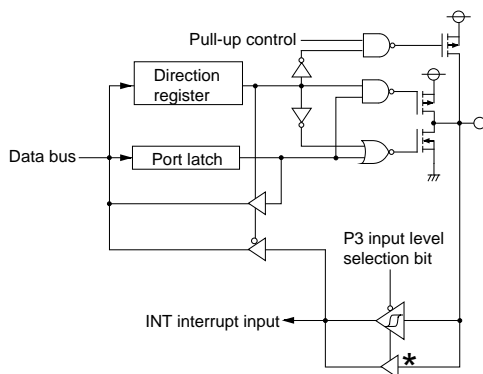 Pull-up control
Direction
register
Data bus
Port latch
P3 input level
selection bit
INT interrupt input
*